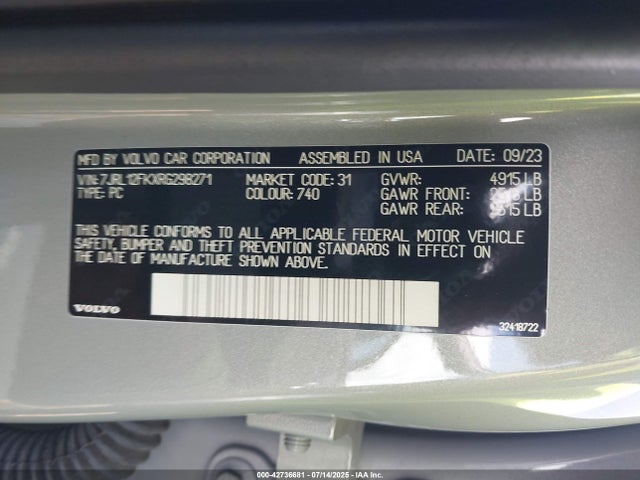 MFD BY VOLVO CAR CORPORATION ASSEMBLED IN USA DATE: 09/23
VIN: 7JRL12FKXRG298271 MARKET CODE: 31 GVWR: 4915 LB
TYPE: PC COLOUR: 740 GAWR FRONT: LB
GAWR REAR: LB
THIS VEHICLE CONFORMS TO ALL APPLICABLE FEDERAL MOTOR VEHICLE
SAFETY, BUMPER AND THEFT PREVENTION STANDARDS IN EFFECT ON
THE DATE OF MANUFACTURE SHOWN ABOVE.
VOLVO
32418722
000-42736681 / 07/14/2025 - IAAI, Inc.